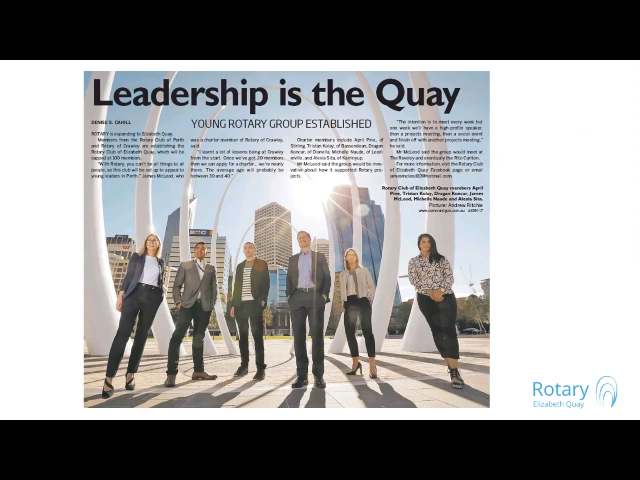 Leadership is the Quay
DENISE S. CAHILL
YOUNG ROTARY GROUP ESTABLISHED
ROTARY is expanding to Elizabeth Quay.
Members from the Rotary Club of Perth
and Rotary of Crawley are establishing the
Rotary Club of Elizabeth Quay, which will be
capped at 100 members.
"With Rotary, you can't be all things to all
people, so this club will be set up to appeal to
young leaders in Perth," James McLeod, who
was a charter member of Rotary of Crawley,
said.
"I learnt a lot of lessons being at Crawley
from the start. Once we've got 20 members
then we can apply for a charter... we're nearly
there. The average age will probably be
between 30 and 40."
Charter members include April Pine, of
Stirling, Tristan Koley, of Bassendean, Dragan
Koncar, of Dianella, Michelle Naude, of Leed-
erville, and Alexia Sita, of Karrinyup.
Mr McLeod said the group would be inno-
vative about how it supported Rotary pro-
jects.
"The intention is to meet every week but
one week we'll have a high-profile speaker,
then a projects meeting, then a social event
and finish off with another projects meeting,"
he said.
Mr McLeod said the group would meet at
The Reveley and eventually the Ritz-Carlton.
For more information, visit the Rotary Club
of Elizabeth Quay Facebook page or email
Rotary Club of Elizabeth Quay members April
Pine, Tristan Koley, Dragan Koncar, James
McLeod, Michelle Naude and Alexia Sita.
Picture: Andrew Ritchie
www.communitypix.com.au
Rotary
Elizabeth Quay